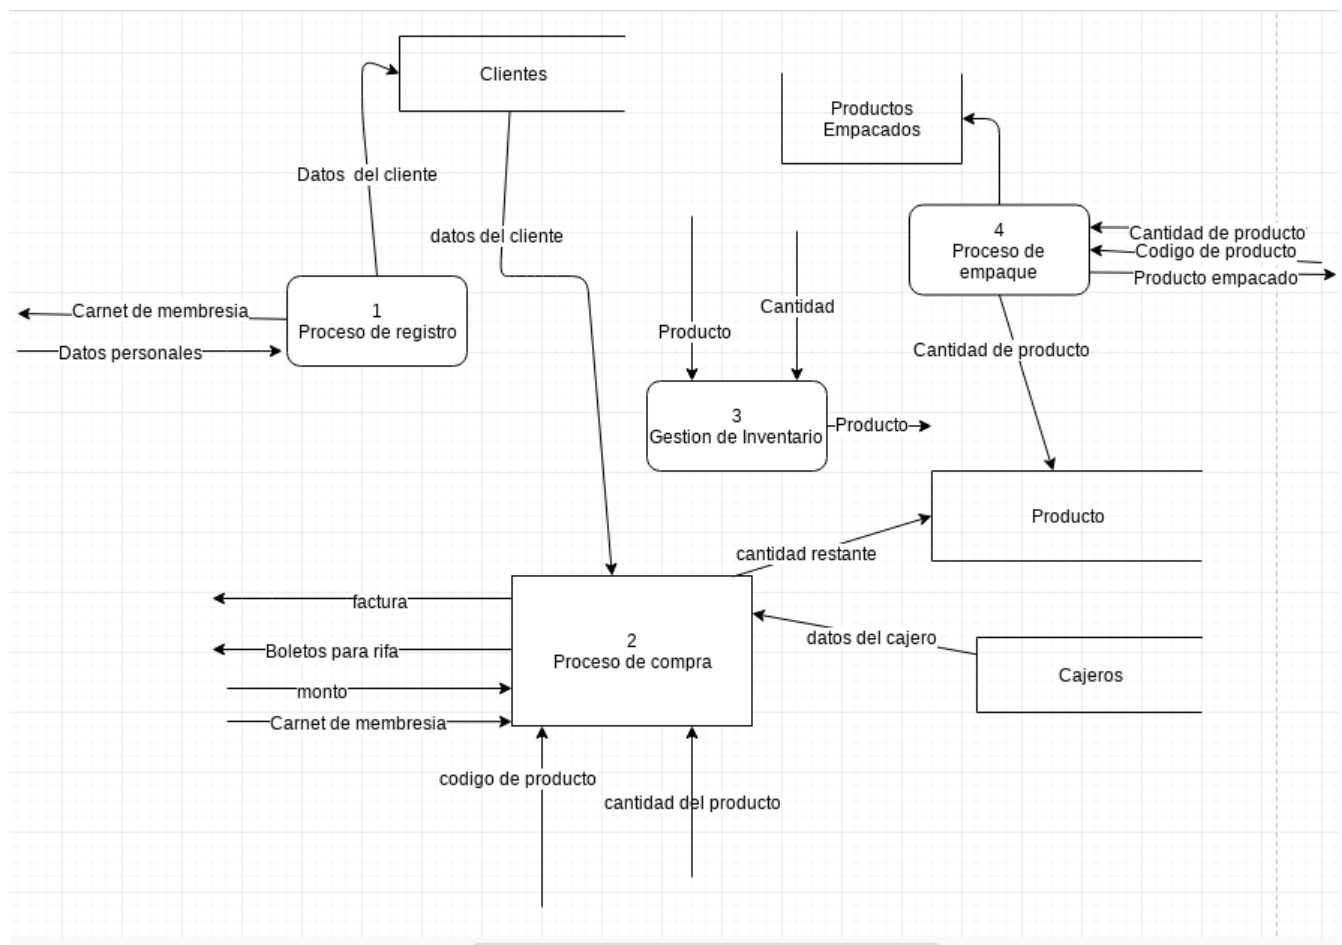 Clientes
Productos
Empacados
Datos  del cliente
datos del cliente
4
Proceso de
empaque
Cantidad de producto
Codigo de producto
Producto empacado
Carnet de membresia
1
Proceso de registro
Datos personales
Producto
Cantidad
Cantidad de producto
3
Gestion de Inventario
Producto
Producto
cantidad restante
factura
Boletos para rifa
monto
Carnet de membresia
2
Proceso de compra
datos del cajero
Cajeros
codigo de producto
cantidad del producto